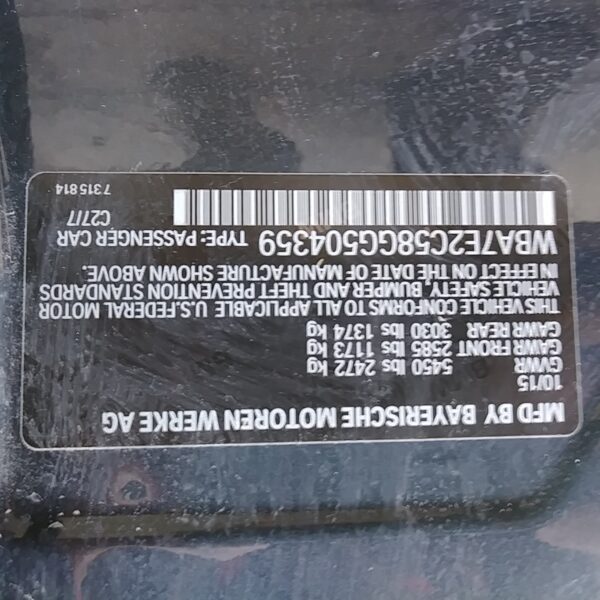 MFD BY BAYERISCHE MOTOREN WERKE AG
10/15
GVWR 5450 lbs 2472 kg
GAWR FRONT 2585 lbs 1173 kg
GAWR REAR 3030 lbs 1374 kg
THIS VEHICLE CONFORMS TO ALL APPLICABLE U.S.FEDERAL MOTOR
VEHICLE SAFETY, BUMPER AND THEFT PREVENTION STANDARDS
IN EFFECT ON THE DATE OF MANUFACTURE SHOWN ABOVE.
WBA7E2C58GG504359 TYPE: PASSENGER CAR
C27/7
7315814